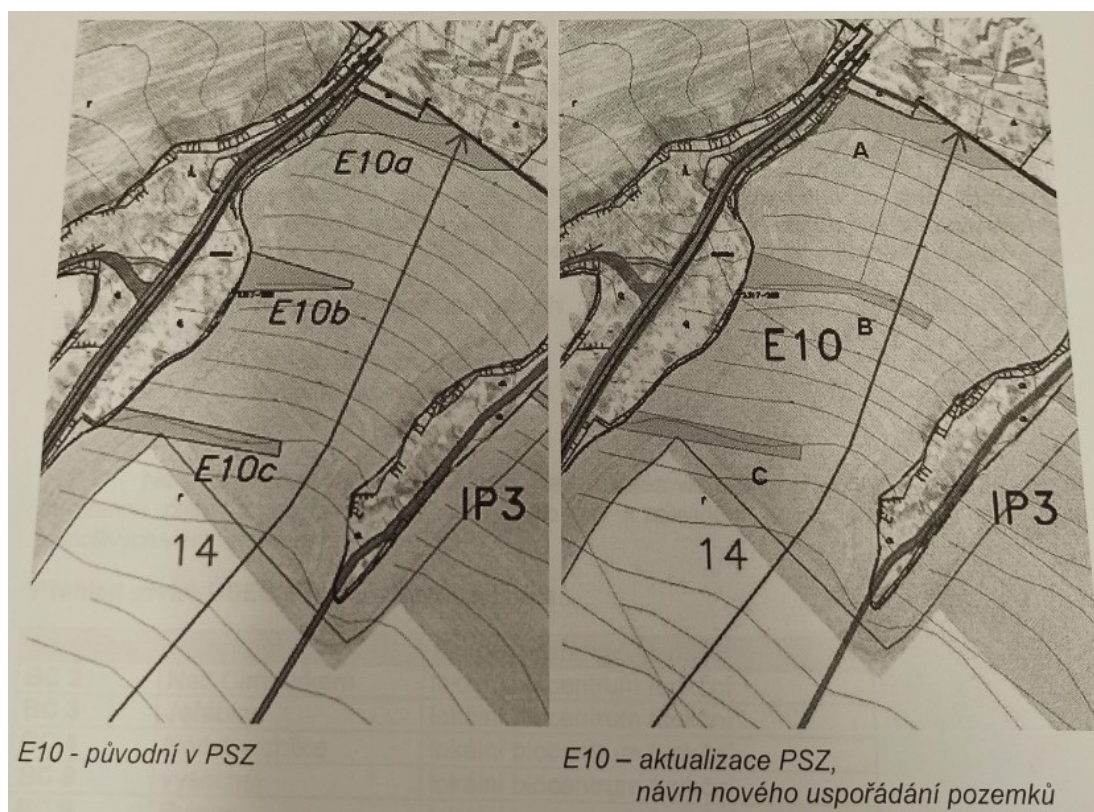 E10a
E10b
E10c
IP3
14
r
A
B
E10
C
IP3
14
r
E10 - původní v PSZ
E10 – aktualizace PSZ,
návrh nového uspořádání pozemků